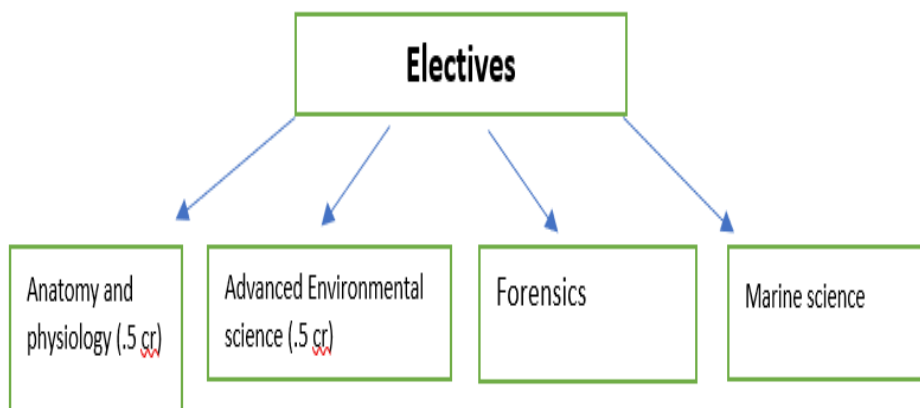 Electives
Anatomy and
physiology (.5 cr)
Advanced Environmental
science (.5 cr)
Forensics
Marine science